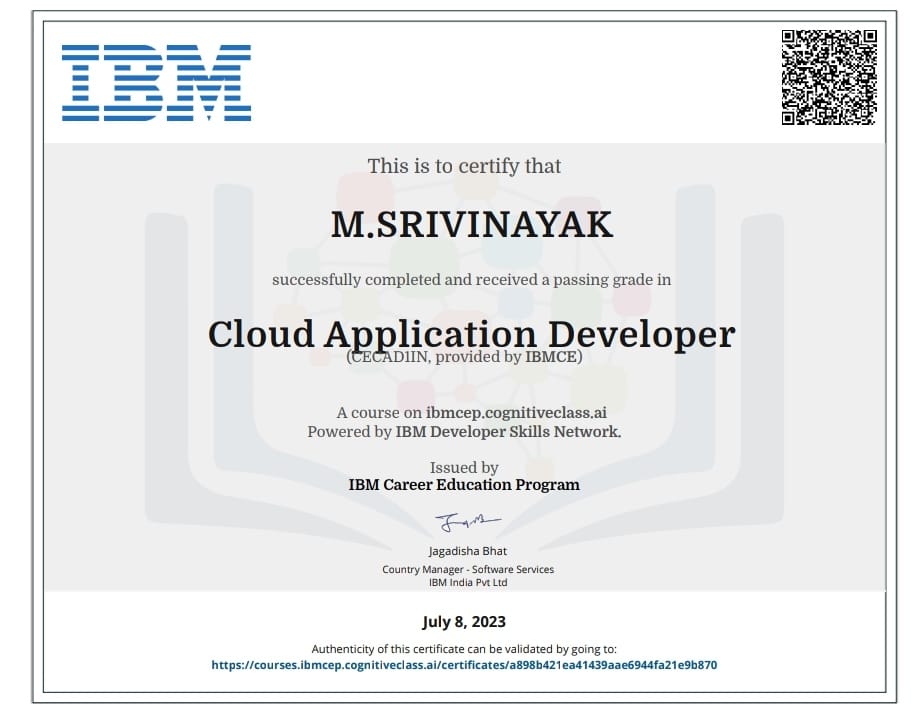 IBM
This is to certify that
M.SRIVINAYAK
successfully completed and received a passing grade in
Cloud Application Developer
(CECAD1IN, provided by IBMCE)
A course on ibmcep.cognitiveclass.ai
Powered by IBM Developer Skills Network.
Issued by
IBM Career Education Program
Jagadisha Bhat
Country Manager - Software Services
IBM India Pvt Ltd
July 8, 2023
Authenticity of this certificate can be validated by going to:
https://courses.ibmcep.cognitiveclass.ai/certificates/a898b421ea41439aae6944fa21e9b870